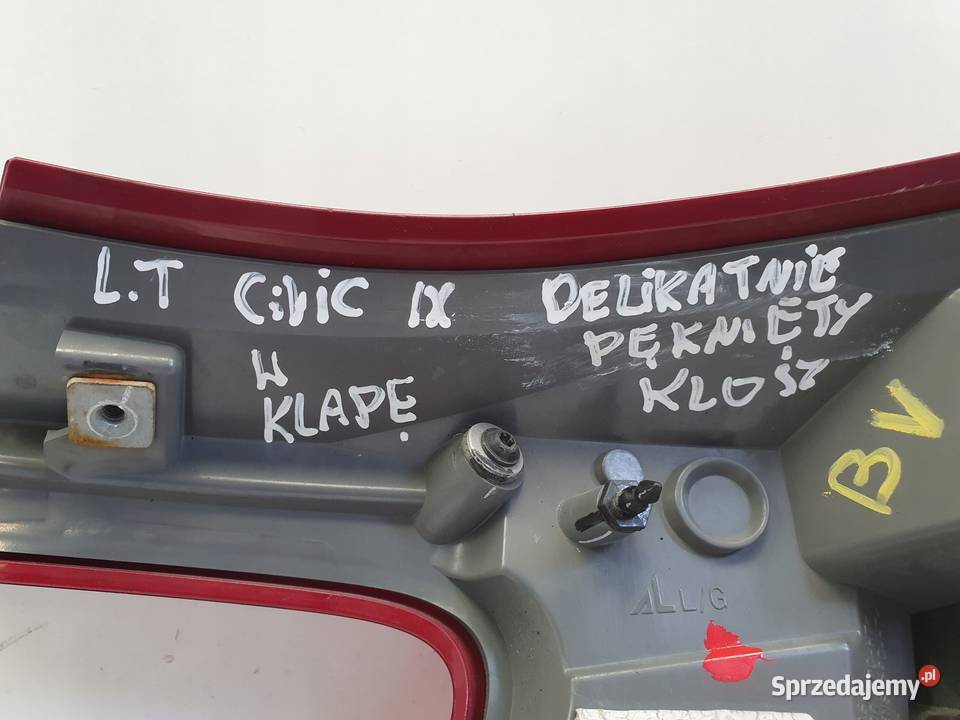 L.T CiViC IX DELiKATNiE
W PĘKNiĘTY
KLAPĘ KLOSZ
BV
ALLIG
Sprzedajemy.pl